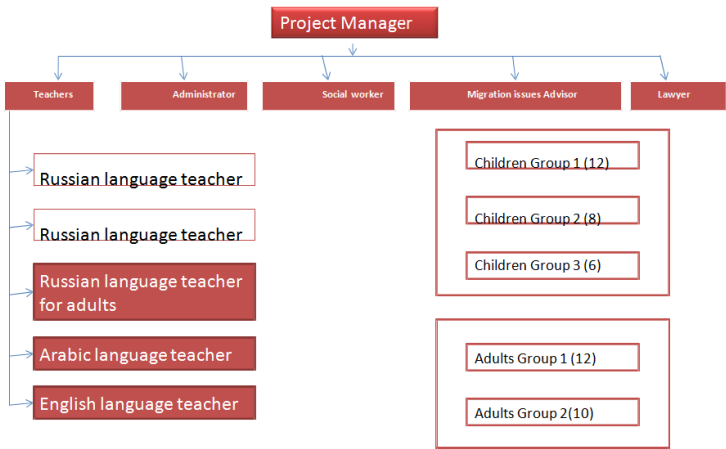 Project Manager
Teachers
Administrator
Social worker
Migration issues Advisor
Lawyer
Russian language teacher
Russian language teacher
Russian language teacher
for adults
Arabic language teacher
English language teacher
Children Group 1 (12)
Children Group 2 (8)
Children Group 3 (6)
Adults Group 1 (12)
Adults Group 2(10)